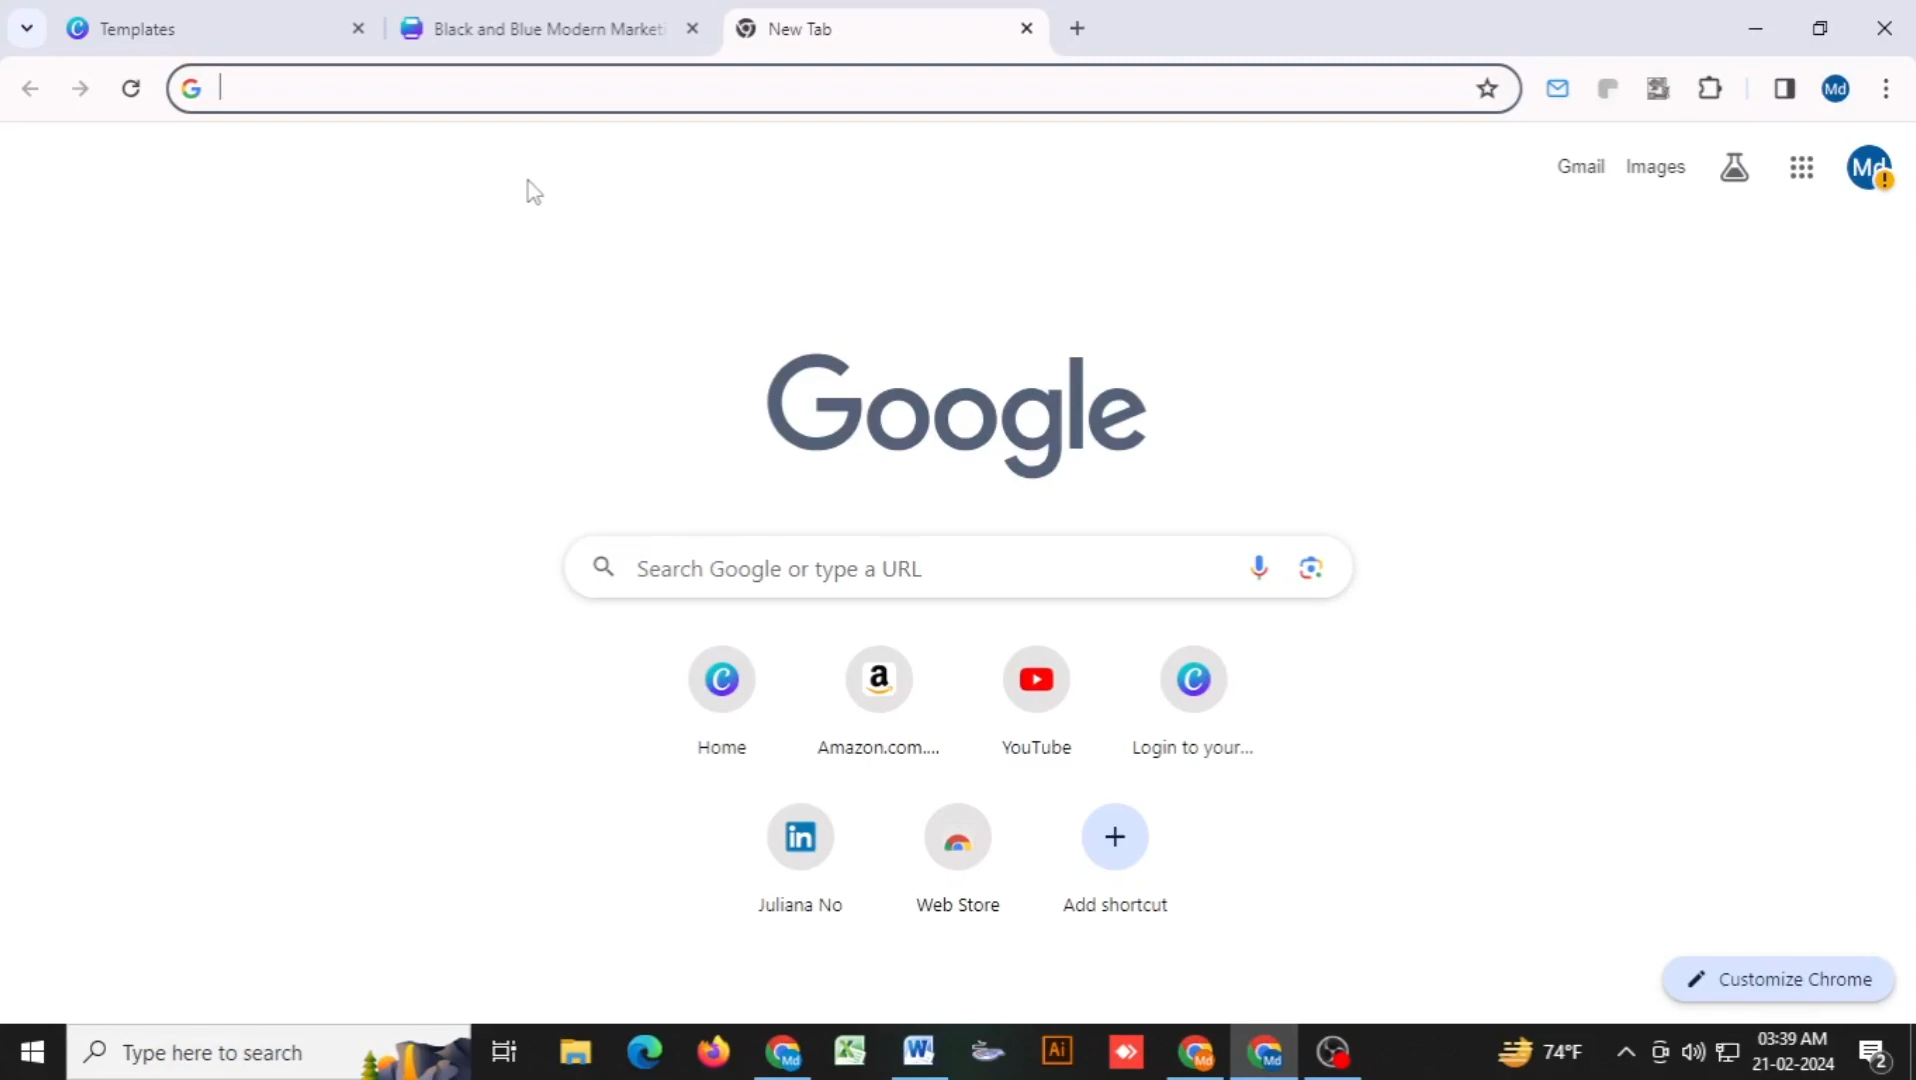 Templates
Black and Blue Modern Marketi
New Tab
Md
Gmail
Images
Md
Google
Search Google or type a URL
Home
Amazon.com....
YouTube
Login to your...
Juliana No
Web Store
Add shortcut
Customize Chrome
Type here to search
74°F
03:39 AM
21-02-2024
2